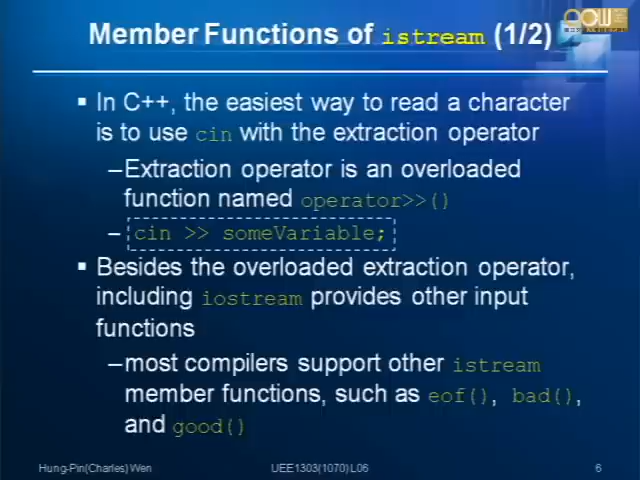 Member Functions of istream (1/2)
▪ In C++, the easiest way to read a character
is to use cin with the extraction operator
–Extraction operator is an overloaded
function named operator>>()
– cin >> someVariable;
▪ Besides the overloaded extraction operator,
including iostream provides other input
functions
–most compilers support other istream
member functions, such as eof(), bad(),
and good()
Hung-Pin(Charles) Wen UEE1303(1070) L06 6